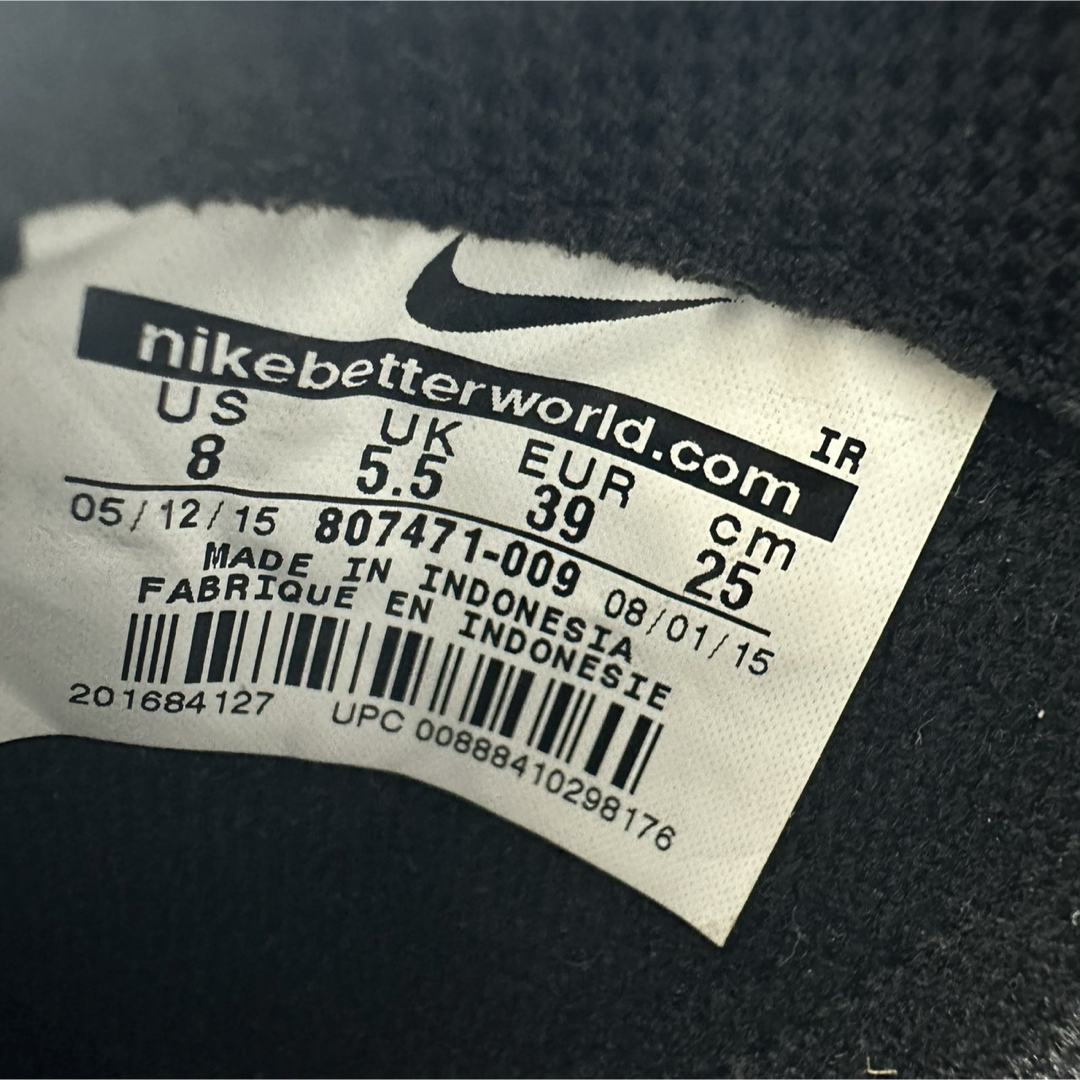 nikebetterworld.com
IR
US UK EUR cm
8 5.5 39 25
05/12/15 807471-009 08/01/15
MADE IN INDONESIA
FABRIQUE EN INDONESIE
201684127 UPC 00888410298176